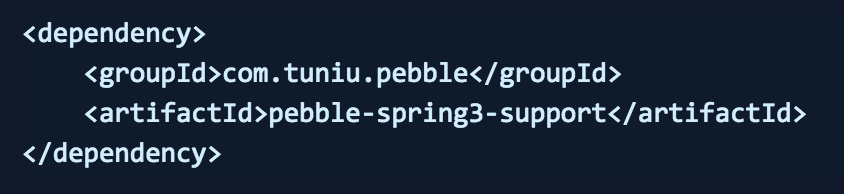 <dependency>
    <groupId>com.tuniu.pebble</groupId>
    <artifactId>pebble-spring3-support</artifactId>
</dependency>